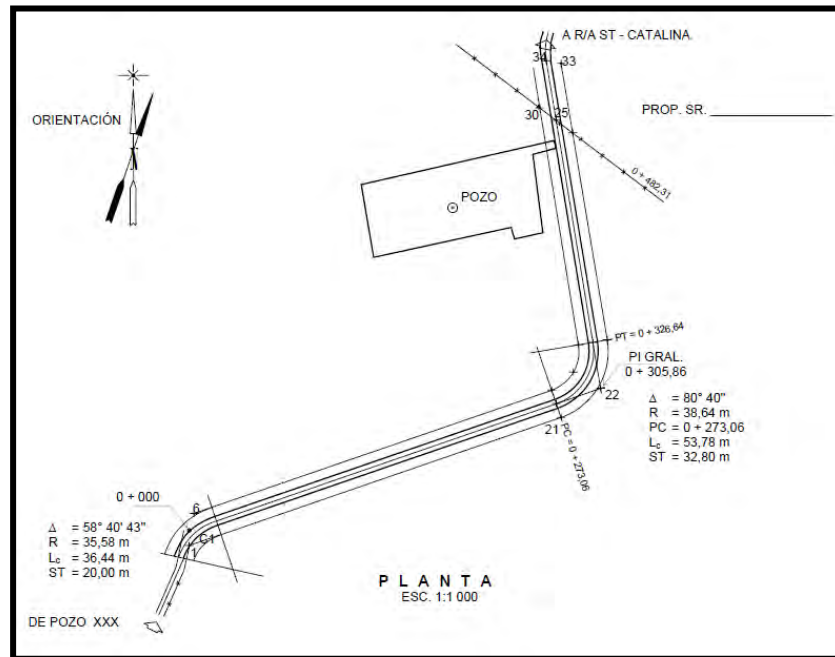 A R/A ST - CATALINA.
34
33
ORIENTACIÓN
30
25
PROP. SR.
0 + 482,31
POZO
PT = 0 + 326,64
PI GRAL.
0 + 305,86
22
Δ = 80° 40"
R = 38,64 m
PC = 0 + 273,06
Lc = 53,78 m
ST = 32,80 m
21
PC = 0 + 273,06
0 + 000
6
C1
1
Δ = 58° 40' 43"
R = 35,58 m
Lc = 36,44 m
ST = 20,00 m
PLANTA
ESC. 1:1 000
DE POZO XXX